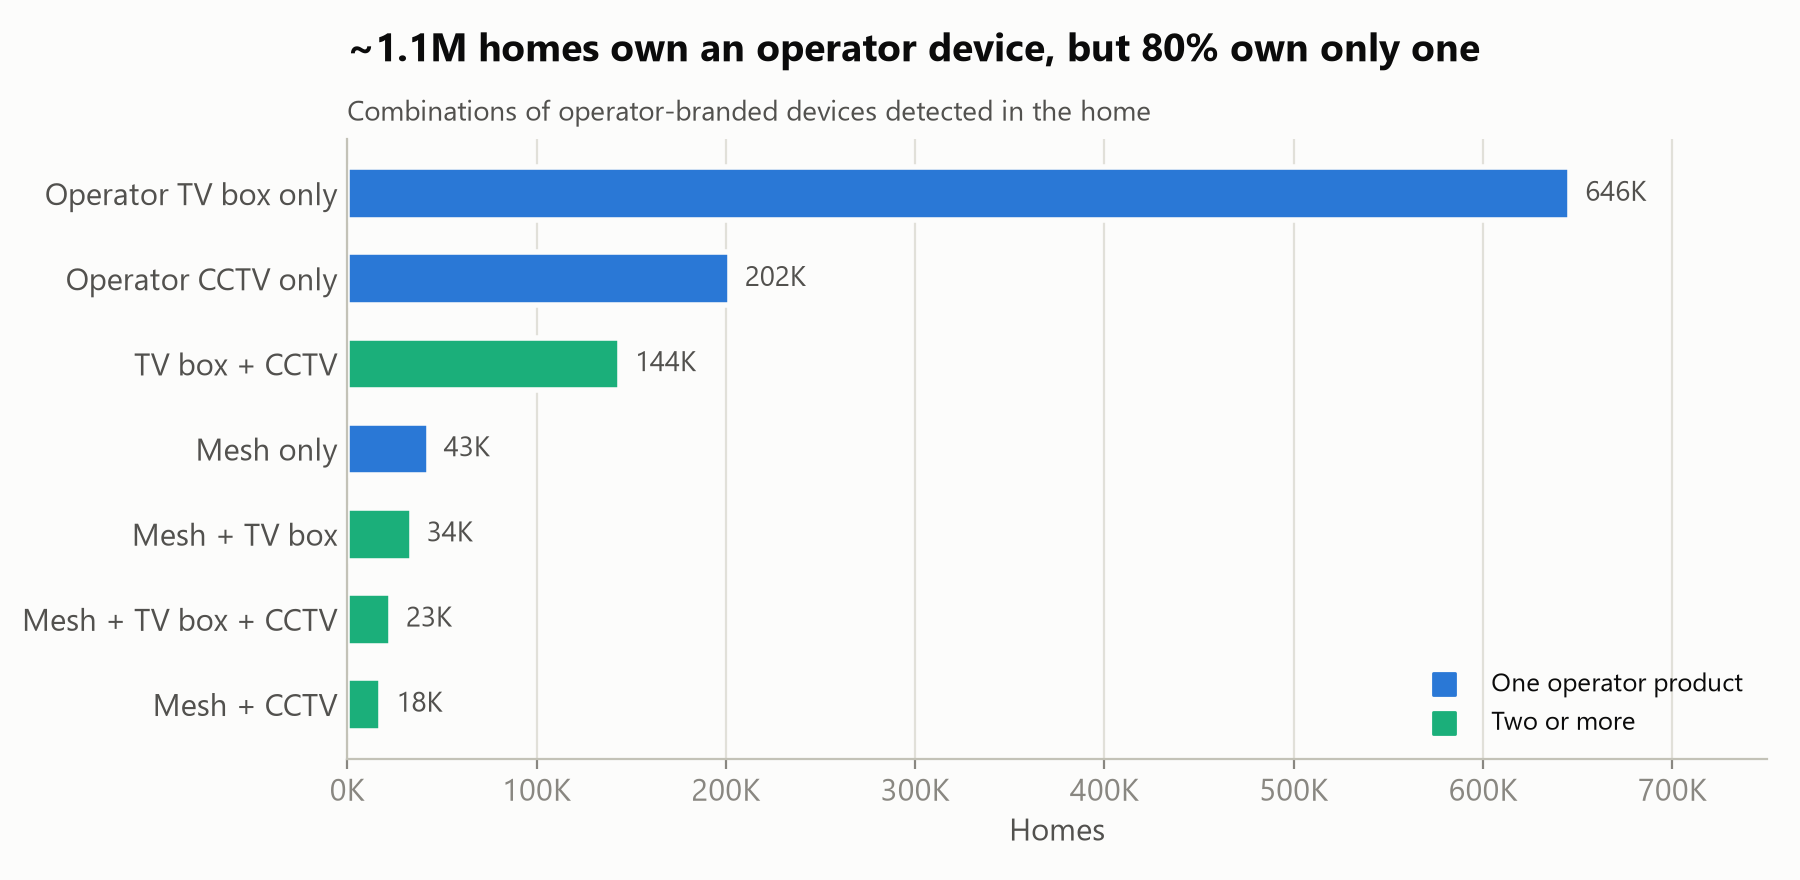 ~1.1M homes own an operator device, but 80% own only one
Combinations of operator-branded devices detected in the home
Operator TV box only
646K
Operator CCTV only
202K
TV box + CCTV
144K
Mesh only
43K
Mesh + TV box
34K
Mesh + TV box + CCTV
23K
Mesh + CCTV
18K
One operator product
Two or more
0K 100K 200K 300K 400K 500K 600K 700K
Homes